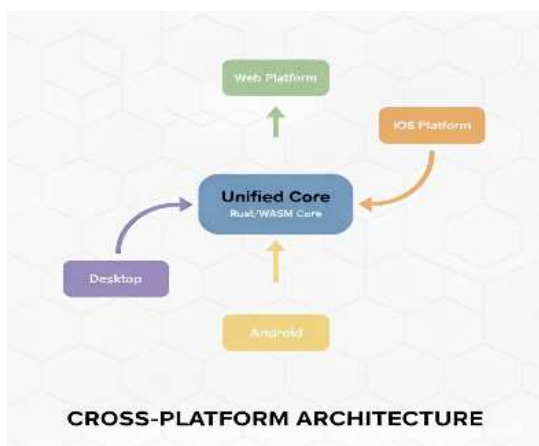 Web Platform
iOS Platform
Unified Core
Rust/WASM Core
Desktop
Android
CROSS-PLATFORM ARCHITECTURE